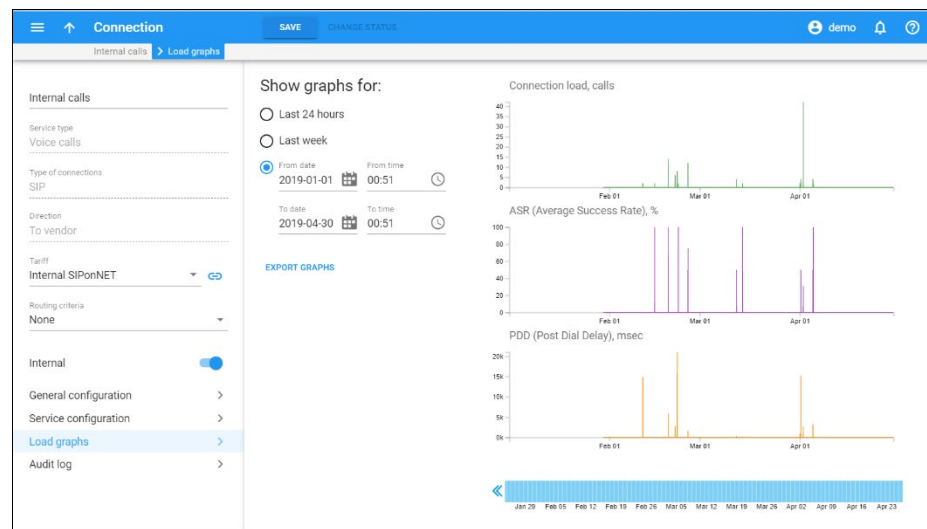 Connection
SAVE
CHANGE STATUS
demo
Internal calls
Load graphs
Internal calls
Service type
Voice calls
Type of connections
SIP
Direction
To vendor
Tariff
Internal SIPonNET
Routing criteria
None
Internal
General configuration
Service configuration
Load graphs
Audit log
Show graphs for:
Last 24 hours
Last week
From date From time
2019-01-01 00:51
To date To time
2019-04-30 00:51
EXPORT GRAPHS
Connection load, calls
40
35
30
25
20
15
10
5
0
Feb 01 Mar 01 Apr 01
ASR (Average Success Rate), %
100
80
60
40
20
0
Feb 01 Mar 01 Apr 01
PDD (Post Dial Delay), msec
20k
15k
10k
5k
0k
Feb 01 Mar 01 Apr 01
Jan 29 Feb 05 Feb 12 Feb 19 Feb 26 Mar 05 Mar 12 Mar 19 Mar 26 Apr 02 Apr 09 Apr 16 Apr 23